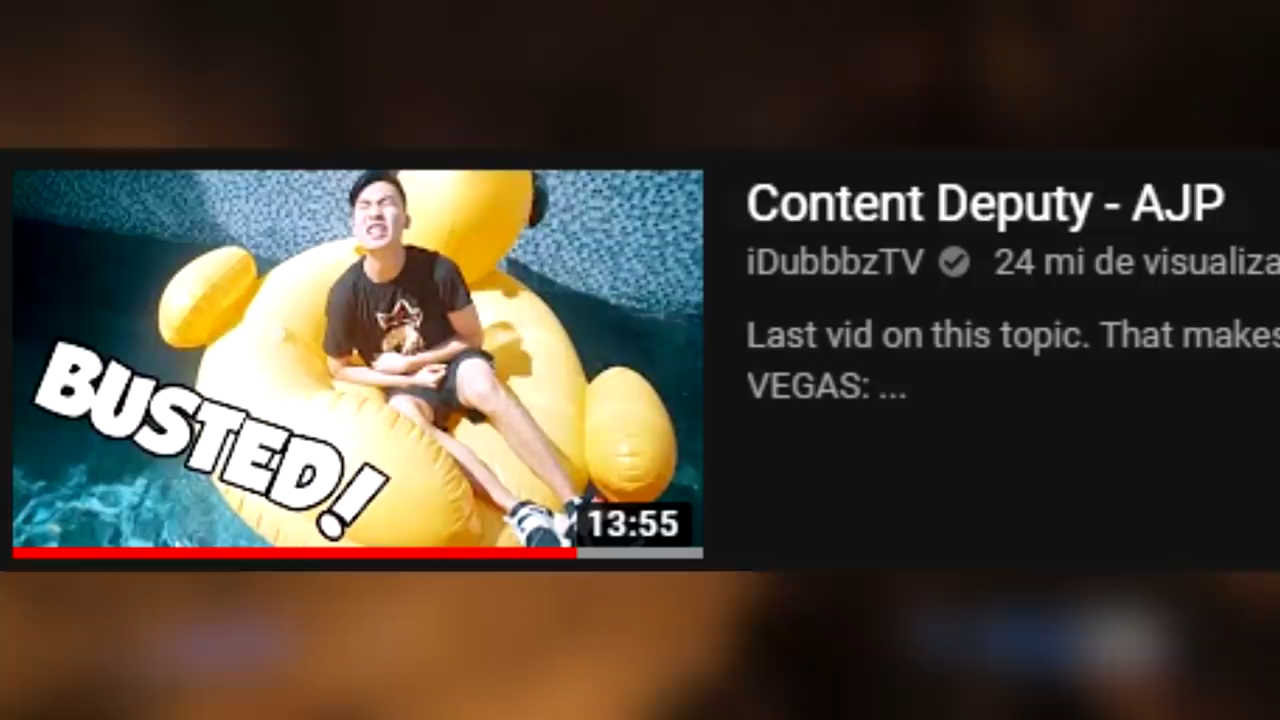 BUSTED!
13:55
Content Deputy - AJP
iDubbbzTV 24 mi de visualiza
Last vid on this topic. That makes
VEGAS: ...